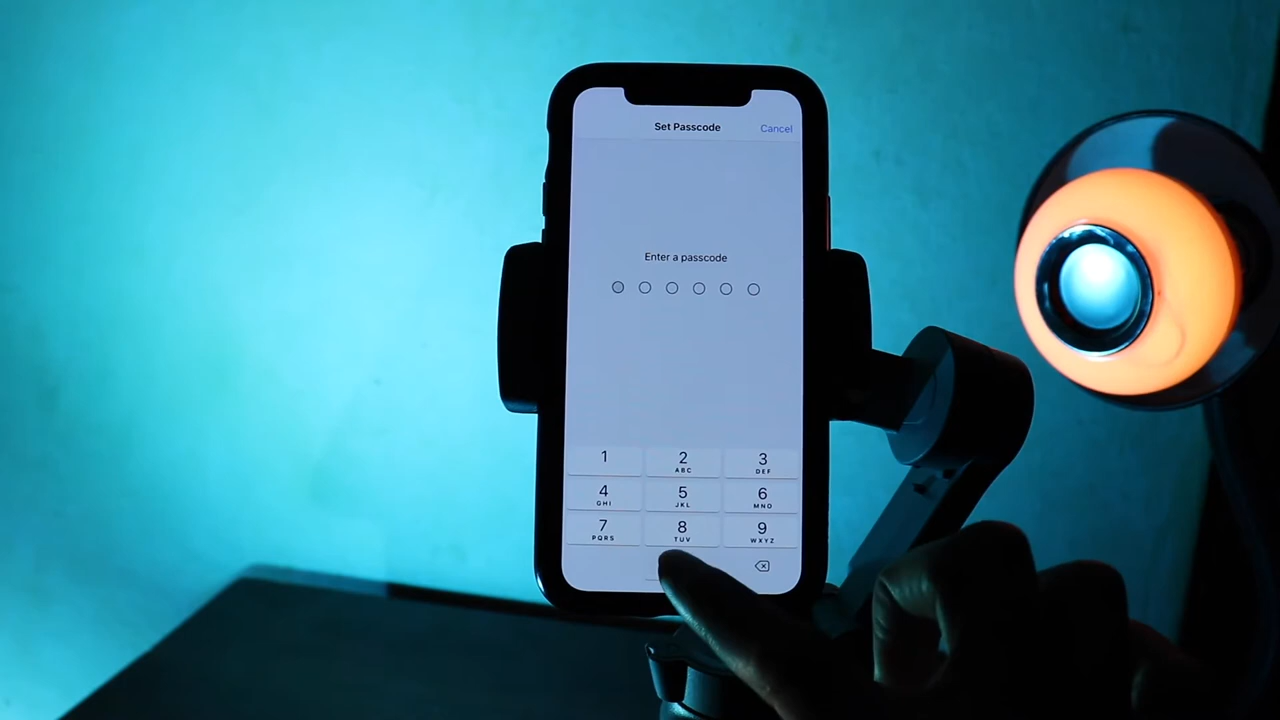 Set Passcode Cancel
Enter a passcode
1 2 3
ABC DEF
4 5 6
GHI JKL MNO
7 8 9
PQRS TUV WXYZ